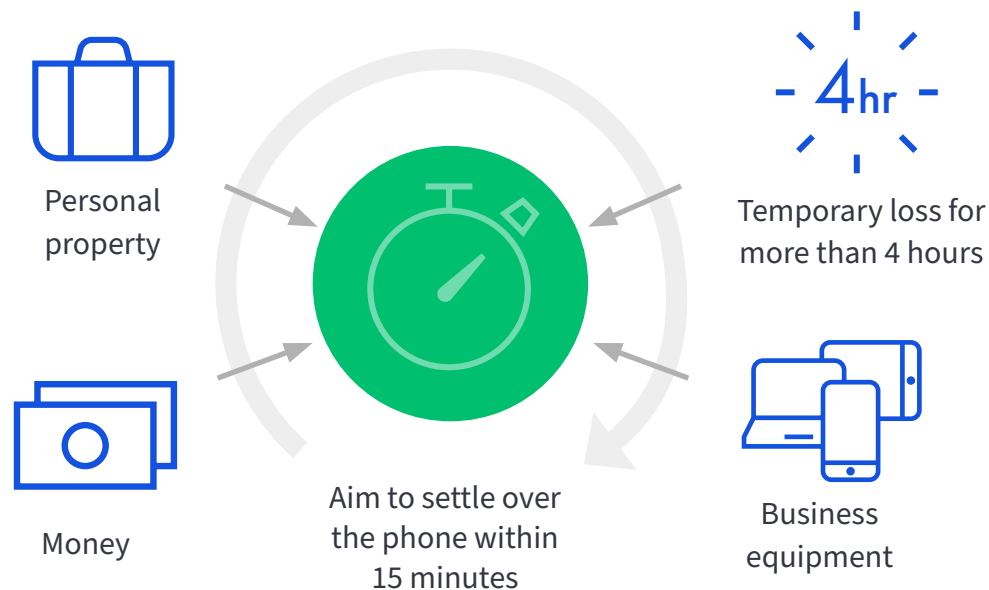 Personal
property
4hr
Temporary loss for
more than 4 hours
Money
Aim to settle over
the phone within
15 minutes
Business
equipment